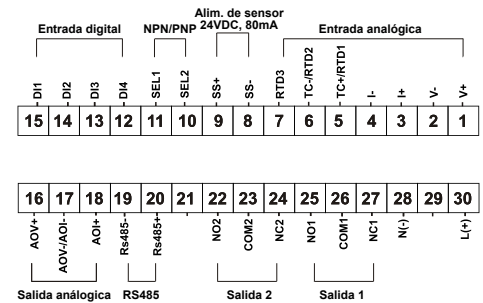 Alim. de sensor
Entrada digital NPN/PNP 24VDC, 80mA Entrada analógica
DI1 DI2 DI3 DI4 SEL1 SEL2 SS+ SS- RTD3 TC-/RTD2 TC+/RTD1 I- I+ V- V+
15 14 13 12 11 10 9 8 7 6 5 4 3 2 1
16 17 18 19 20 21 22 23 24 25 26 27 28 29 30
AOV+ AOV-/AOI- AOI+ Rs485- Rs485+ - NO2 COM2 NC2 NO1 COM1 NC1 N(-) - L(+)
Salida análogica RS485 Salida 2 Salida 1